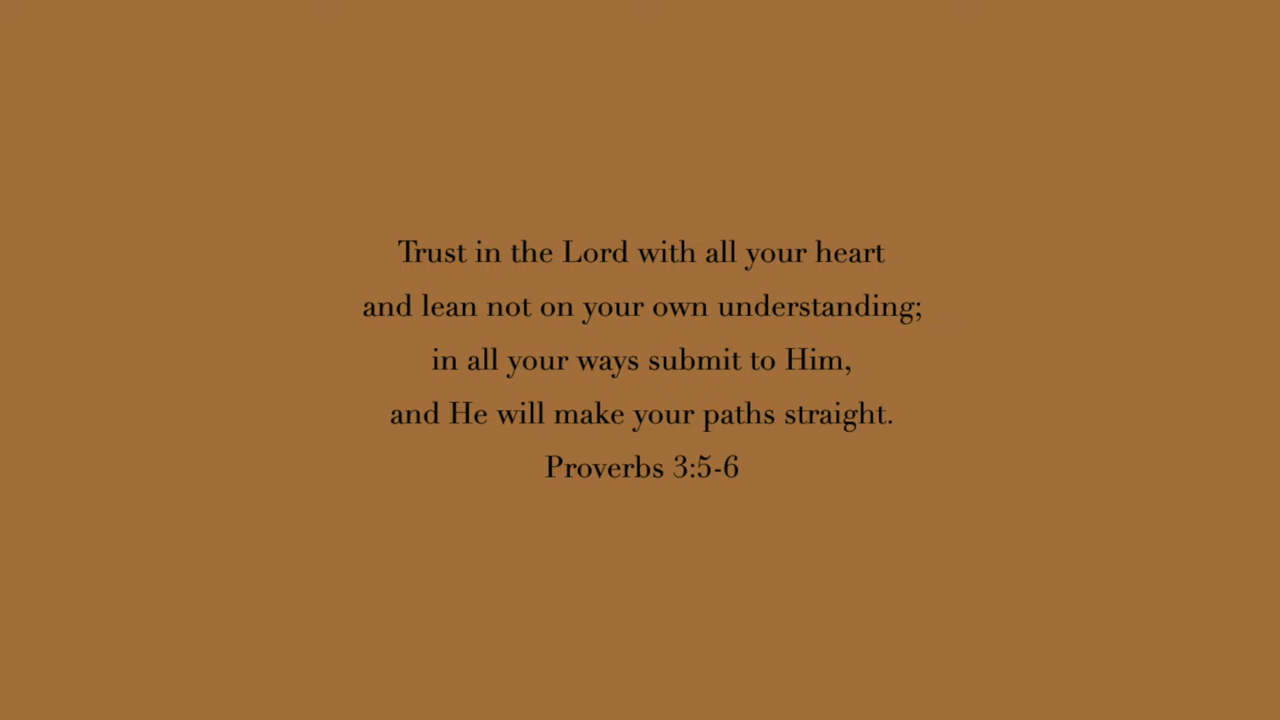 Trust in the Lord with all your heart
and lean not on your own understanding;
in all your ways submit to Him,
and He will make your paths straight.
Proverbs 3:5-6